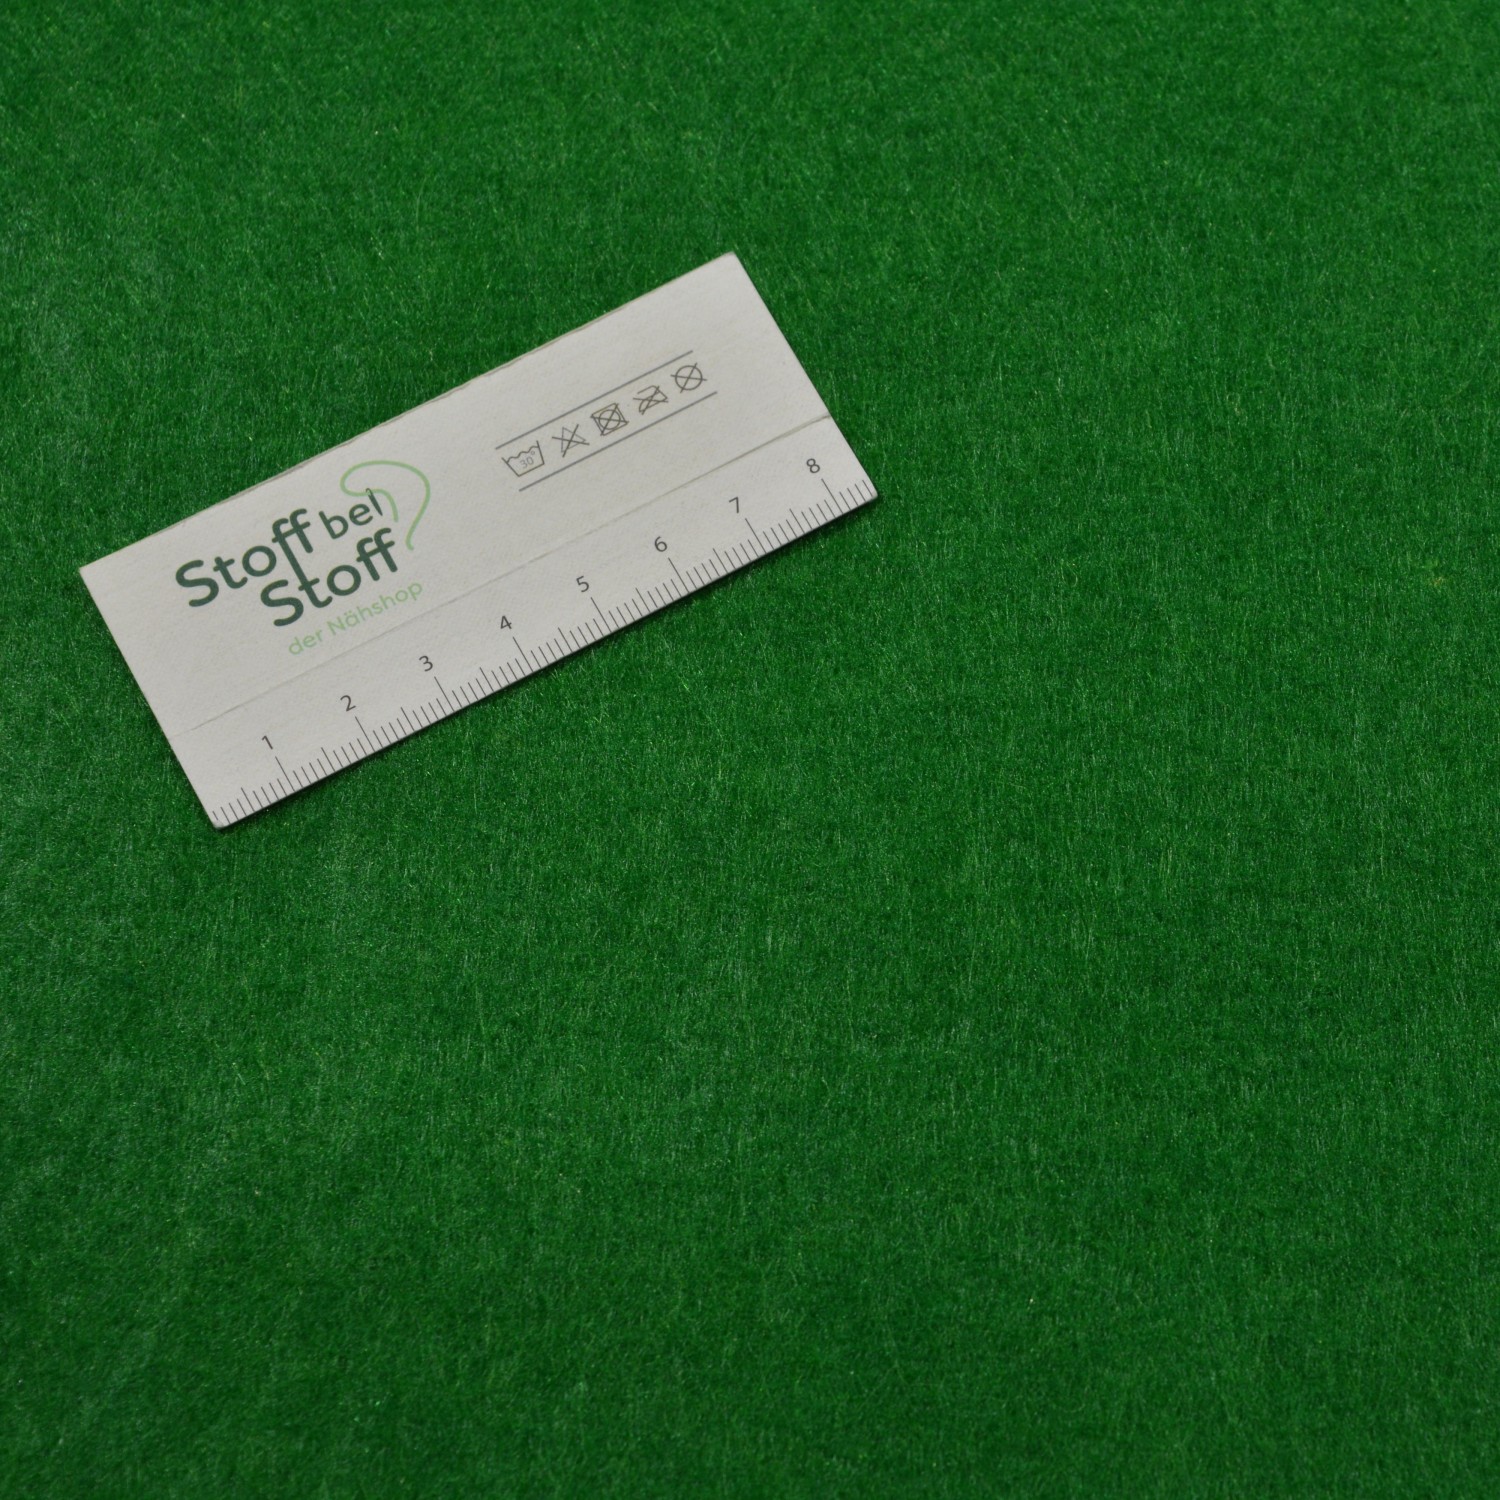 Stoff bei
Stoff
der Nähshop
30°
1 2 3 4 5 6 7 8